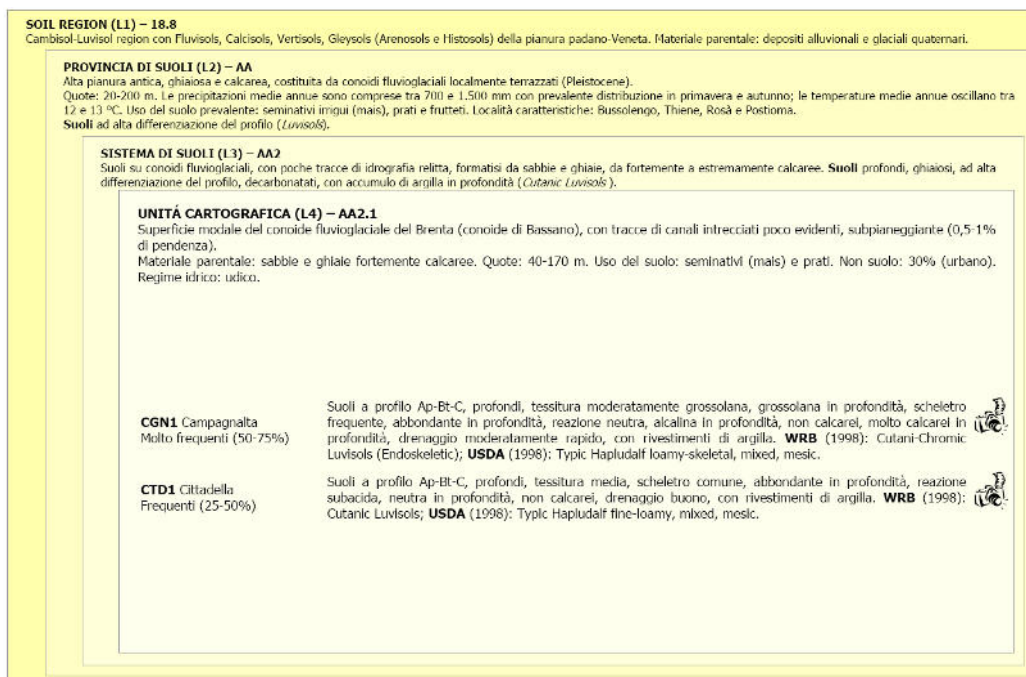 SOIL REGION (L1) – 18.8
Cambisol-Luvisol region con Fluvisols, Calcisols, Vertisols, Gleysols (Arenosols e Histosols) della pianura padano-Veneta. Materiale parentale: depositi alluvionali e glaciali quaternari.
PROVINCIA DI SUOLI (L2) – AA
Alta pianura antica, ghiaiosa e calcarea, costituita da conoidi fluvioglaciali localmente terrazzati (Pleistocene).
Quote: 20-200 m. Le precipitazioni medie annue sono comprese tra 700 e 1.500 mm con prevalente distribuzione in primavera e autunno; le temperature medie annue oscillano tra
12 e 13 ºC. Uso del suolo prevalente: seminativi irrigui (mais), prati e frutteti. Località caratteristiche: Bussolengo, Thiene, Rosà e Postioma.
Suoli ad alta differenziazione del profilo (Luvisols).
SISTEMA DI SUOLI (L3) – AA2
Suoli su conoidi fluvioglaciali, con poche tracce di idrografia relitta, formatisi da sabbie e ghiaie, da fortemente a estremamente calcaree. Suoli profondi, ghiaiosi, ad alta
differenziazione del profilo, decarbonatati, con accumulo di argilla in profondità (Cutanic Luvisols ).
UNITÁ CARTOGRAFICA (L4) – AA2.1
Superficie modale del conoide fluvioglaciale del Brenta (conoide di Bassano), con tracce di canali intrecciati poco evidenti, subpianeggiante (0,5-1%
di pendenza).
Materiale parentale: sabbie e ghiaie fortemente calcaree. Quote: 40-170 m. Uso del suolo: seminativi (mais) e prati. Non suolo: 30% (urbano).
Regime idrico: udico.
CGN1 Campagnalta
Molto frequenti (50-75%)
Suoli a profilo Ap-Bt-C, profondi, tessitura moderatamente grossolana, grossolana in profondità, scheletro
frequente, abbondante in profondità, reazione neutra, alcalina in profondità, non calcarei, molto calcarei in
profondità, drenaggio moderatamente rapido, con rivestimenti di argilla. WRB (1998): Cutani-Chromic
Luvisols (Endoskeletic); USDA (1998): Typic Hapludalf loamy-skeletal, mixed, mesic.
CTD1 Cittadella
Frequenti (25-50%)
Suoli a profilo Ap-Bt-C, profondi, tessitura media, scheletro comune, abbondante in profondità, reazione
subacida, neutra in profondità, non calcarei, drenaggio buono, con rivestimenti di argilla. WRB (1998):
Cutanic Luvisols; USDA (1998): Typic Hapludalf fine-loamy, mixed, mesic.